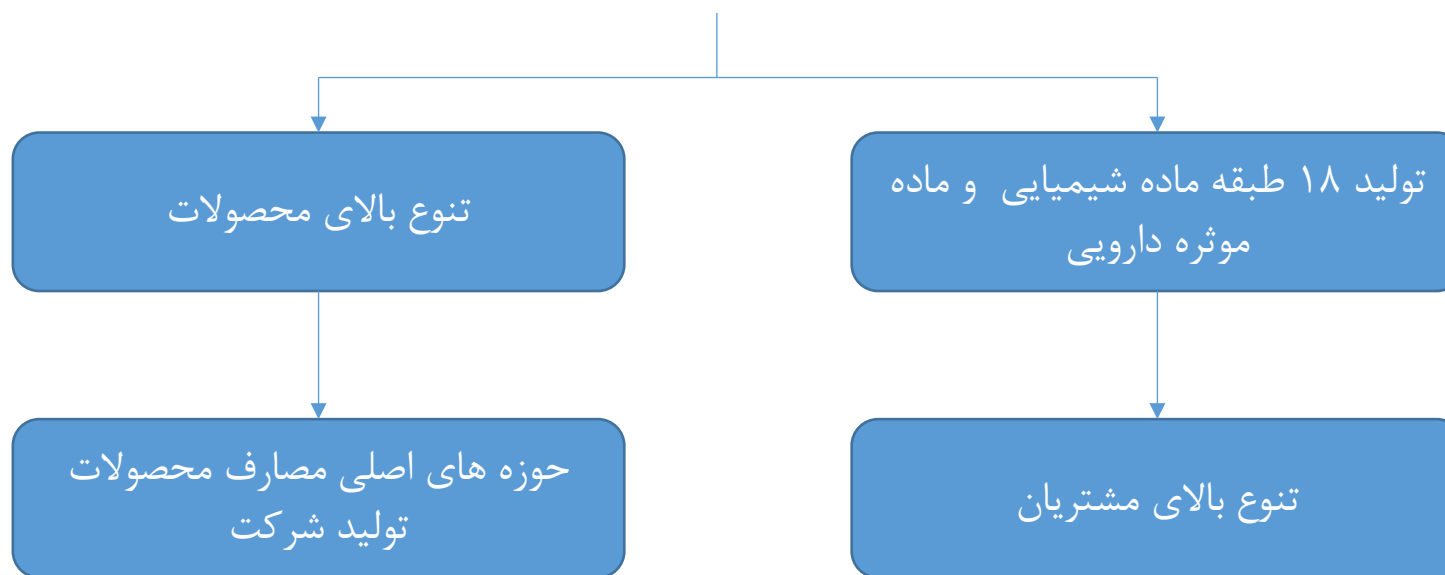 تولید ۱۸ طبقه ماده شیمیایی و ماده
موثره دارویی
تنوع بالای محصولات
تنوع بالای مشتریان
حوزه های اصلی مصارف محصولات
تولید شرکت